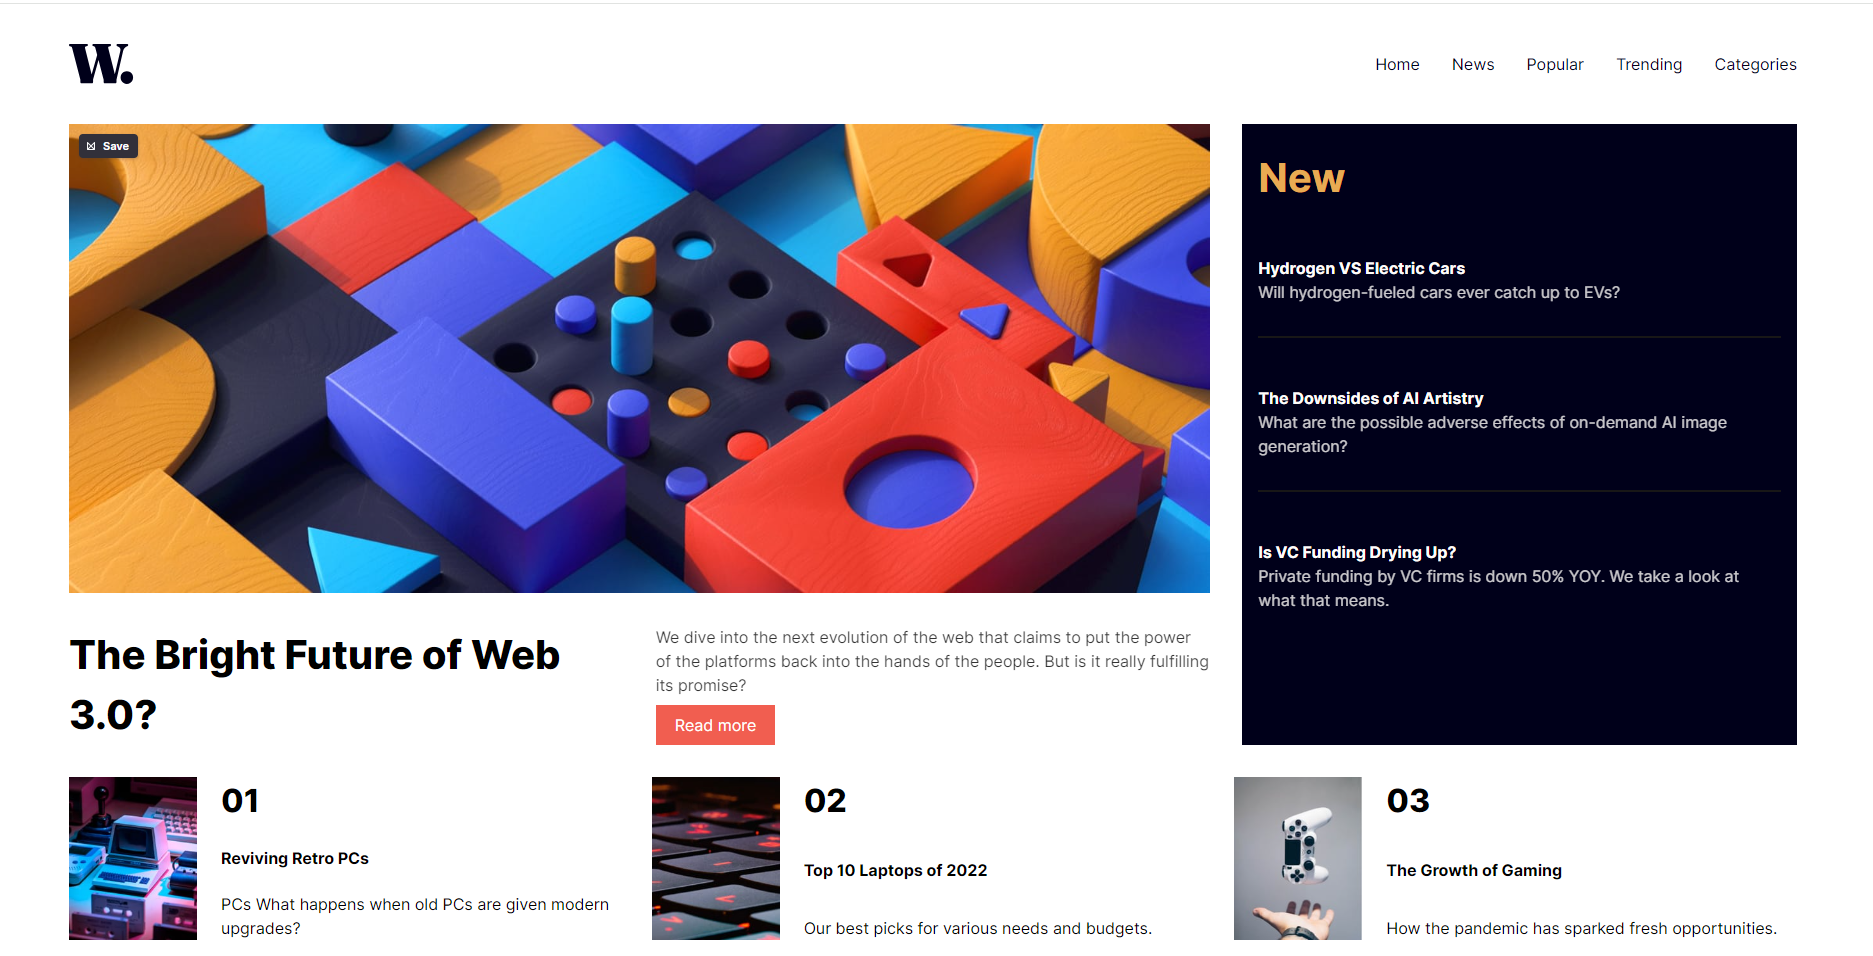 W.
Home News Popular Trending Categories
Save
New
Hydrogen VS Electric Cars
Will hydrogen-fueled cars ever catch up to EVs?
The Downsides of AI Artistry
What are the possible adverse effects of on-demand AI image
generation?
Is VC Funding Drying Up?
Private funding by VC firms is down 50% YOY. We take a look at
what that means.
The Bright Future of Web
3.0?
We dive into the next evolution of the web that claims to put the power
of the platforms back into the hands of the people. But is it really fulfilling
its promise?
Read more
01
Reviving Retro PCs
PCs What happens when old PCs are given modern
upgrades?
02
Top 10 Laptops of 2022
Our best picks for various needs and budgets.
03
The Growth of Gaming
How the pandemic has sparked fresh opportunities.